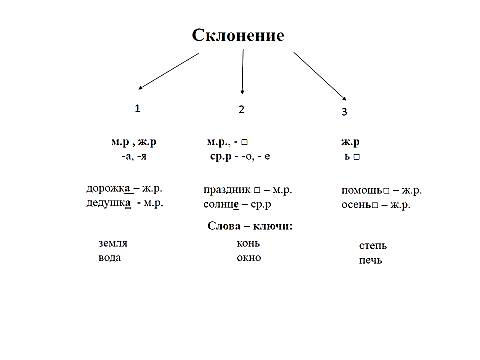 Склонение
1 2 3
м.р , ж.р м.р., - □ ж.р
-а, -я ср.р - -о, - е ь □
дорожка – ж.р. праздник □ – м.р. помощь□ – ж.р.
дедушка - м.р. солнце – ср.р осень□ – ж.р.
Слова – ключи:
земля конь степь
вода окно печь